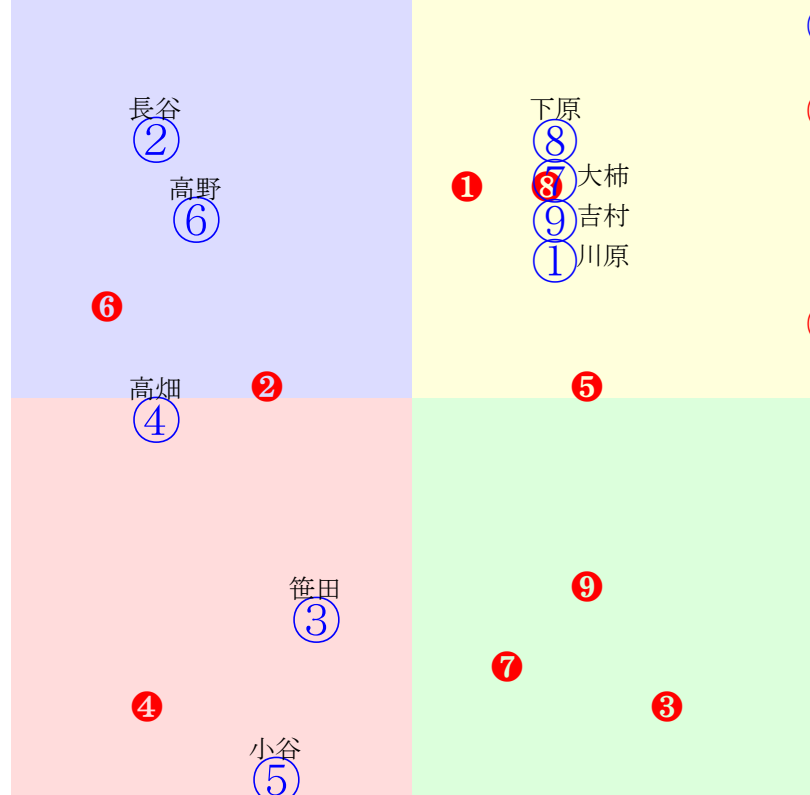 長谷
②
下原
⑧
高野
⑥
❶
❽
⑦
大柿
⑨
吉村
①
川原
❻
高畑
④
❷
❺
笹田
③
❾
❼
❹
❸
小谷
⑤